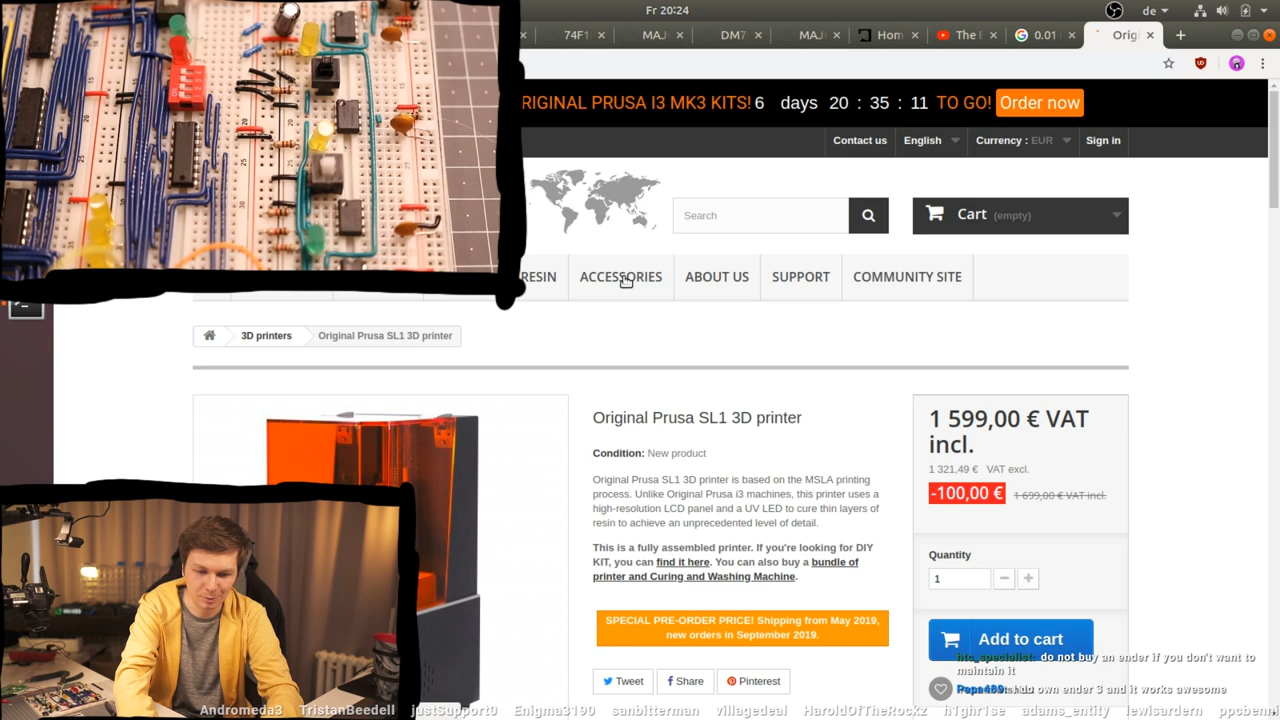 Fr 20:24
de
74F1
MAJ
DM7
MAJ
Hom
The E
0.01
Orig
RIGINAL PRUSA I3 MK3 KITS! 6 days 20 : 35 : 11 TO GO! Order now
Contact us
English
Currency : EUR
Sign in
Search
Cart (empty)
RESIN
ACCESSORIES
ABOUT US
SUPPORT
COMMUNITY SITE
3D printers
Original Prusa SL1 3D printer
Original Prusa SL1 3D printer
Condition: New product
Original Prusa SL1 3D printer is based on the MSLA printing
process. Unlike Original Prusa i3 machines, this printer uses a
high-resolution LCD panel and a UV LED to cure thin layers of
resin to achieve an unprecedented level of detail.
This is a fully assembled printer. If you're looking for DIY
KIT, you can find it here. You can also buy a bundle of
printer and Curing and Washing Machine.
SPECIAL PRE-ORDER PRICE! Shipping from May 2019,
new orders in September 2019.
Tweet
Share
Pinterest
1 599,00 € VAT
incl.
1 321,49 € VAT excl.
-100,00 €
1 699,00 € VAT incl.
Quantity
1
Add to cart
htc_specialist: do not buy an ender if you don't want to
maintain it
do own ender 3 and it works awesome
Andromeda3 TristanBeedell justSupport0 Enigma3190 sanbitterman villagedeal HaroldOfTheRockz h1ghr1se adams_entity lewisardern ppcbenn